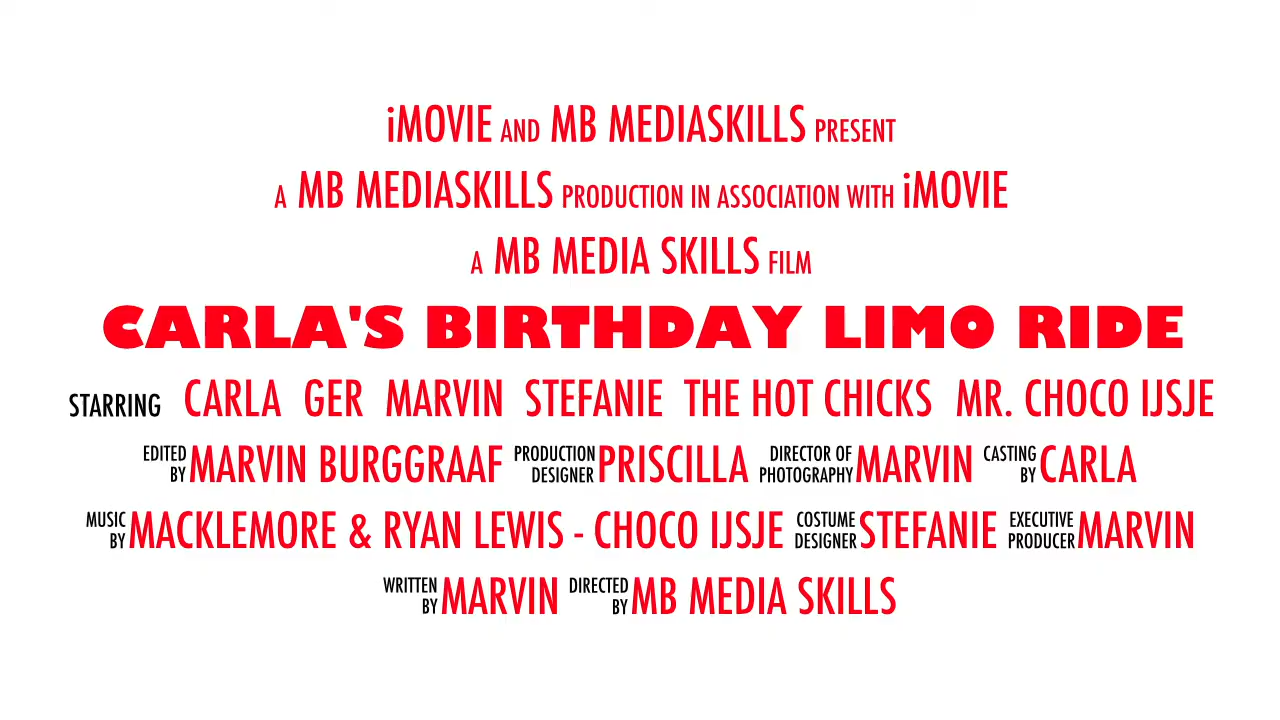 iMOVIE AND MB MEDIASKILLS PRESENT
A MB MEDIASKILLS PRODUCTION IN ASSOCIATION WITH iMOVIE
A MB MEDIA SKILLS FILM
CARLA'S BIRTHDAY LIMO RIDE
STARRING CARLA GER MARVIN STEFANIE THE HOT CHICKS MR. CHOCO IJSJE
EDITED BY MARVIN BURGGRAAF PRODUCTION DESIGNER PRISCILLA DIRECTOR OF PHOTOGRAPHY MARVIN CASTING BY CARLA
MUSIC BY MACKLEMORE & RYAN LEWIS - CHOCO IJSJE COSTUME DESIGNER STEFANIE EXECUTIVE PRODUCER MARVIN
WRITTEN BY MARVIN DIRECTED BY MB MEDIA SKILLS